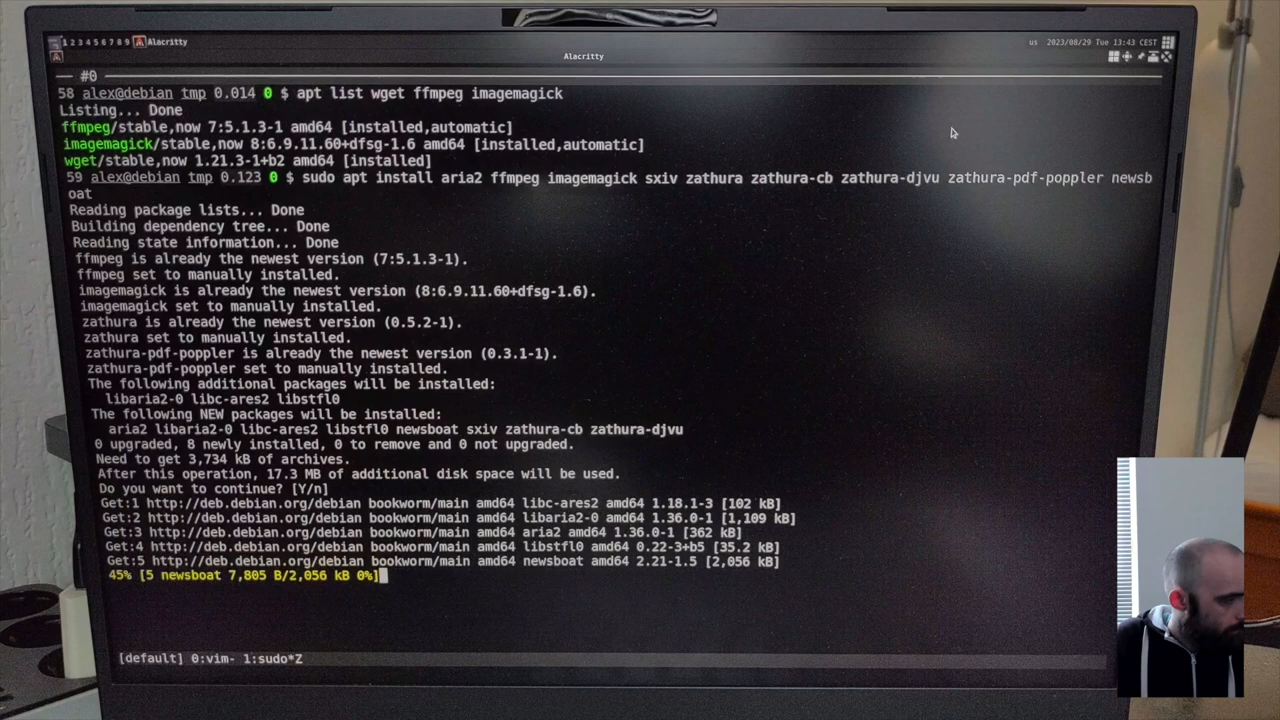 1 2 3 4 5 6 7 8 9 Alacritty
us 2023/08/29 Tue 13:43 CEST
Alacritty
#0
58 alex@debian tmp 0.014 0 $ apt list wget ffmpeg imagemagick
Listing... Done
ffmpeg/stable,now 7:5.1.3-1 amd64 [installed,automatic]
imagemagick/stable,now 8:6.9.11.60+dfsg-1.6 amd64 [installed,automatic]
wget/stable,now 1.21.3-1+b2 amd64 [installed]
59 alex@debian tmp 0.123 0 $ sudo apt install aria2 ffmpeg imagemagick sxiv zathura zathura-cb zathura-djvu zathura-pdf-poppler newsb
oat
Reading package lists... Done
Building dependency tree... Done
Reading state information... Done
ffmpeg is already the newest version (7:5.1.3-1).
ffmpeg set to manually installed.
imagemagick is already the newest version (8:6.9.11.60+dfsg-1.6).
imagemagick set to manually installed.
zathura is already the newest version (0.5.2-1).
zathura set to manually installed.
zathura-pdf-poppler is already the newest version (0.3.1-1).
zathura-pdf-poppler set to manually installed.
The following additional packages will be installed:
libaria2-0 libc-ares2 libstfl0
The following NEW packages will be installed:
aria2 libaria2-0 libc-ares2 libstfl0 newsboat sxiv zathura-cb zathura-djvu
0 upgraded, 8 newly installed, 0 to remove and 0 not upgraded.
Need to get 3,734 kB of archives.
After this operation, 17.3 MB of additional disk space will be used.
Do you want to continue? [Y/n]
Get:1 http://deb.debian.org/debian bookworm/main amd64 libc-ares2 amd64 1.18.1-3 [102 kB]
Get:2 http://deb.debian.org/debian bookworm/main amd64 libaria2-0 amd64 1.36.0-1 [1,109 kB]
Get:3 http://deb.debian.org/debian bookworm/main amd64 aria2 amd64 1.36.0-1 [362 kB]
Get:4 http://deb.debian.org/debian bookworm/main amd64 libstfl0 amd64 0.22-3+b5 [35.2 kB]
Get:5 http://deb.debian.org/debian bookworm/main amd64 newsboat amd64 2.21-1.5 [2,056 kB]
45% [5 newsboat 7,805 B/2,056 kB 0%]
[default] 0:vim- 1:sudo*Z